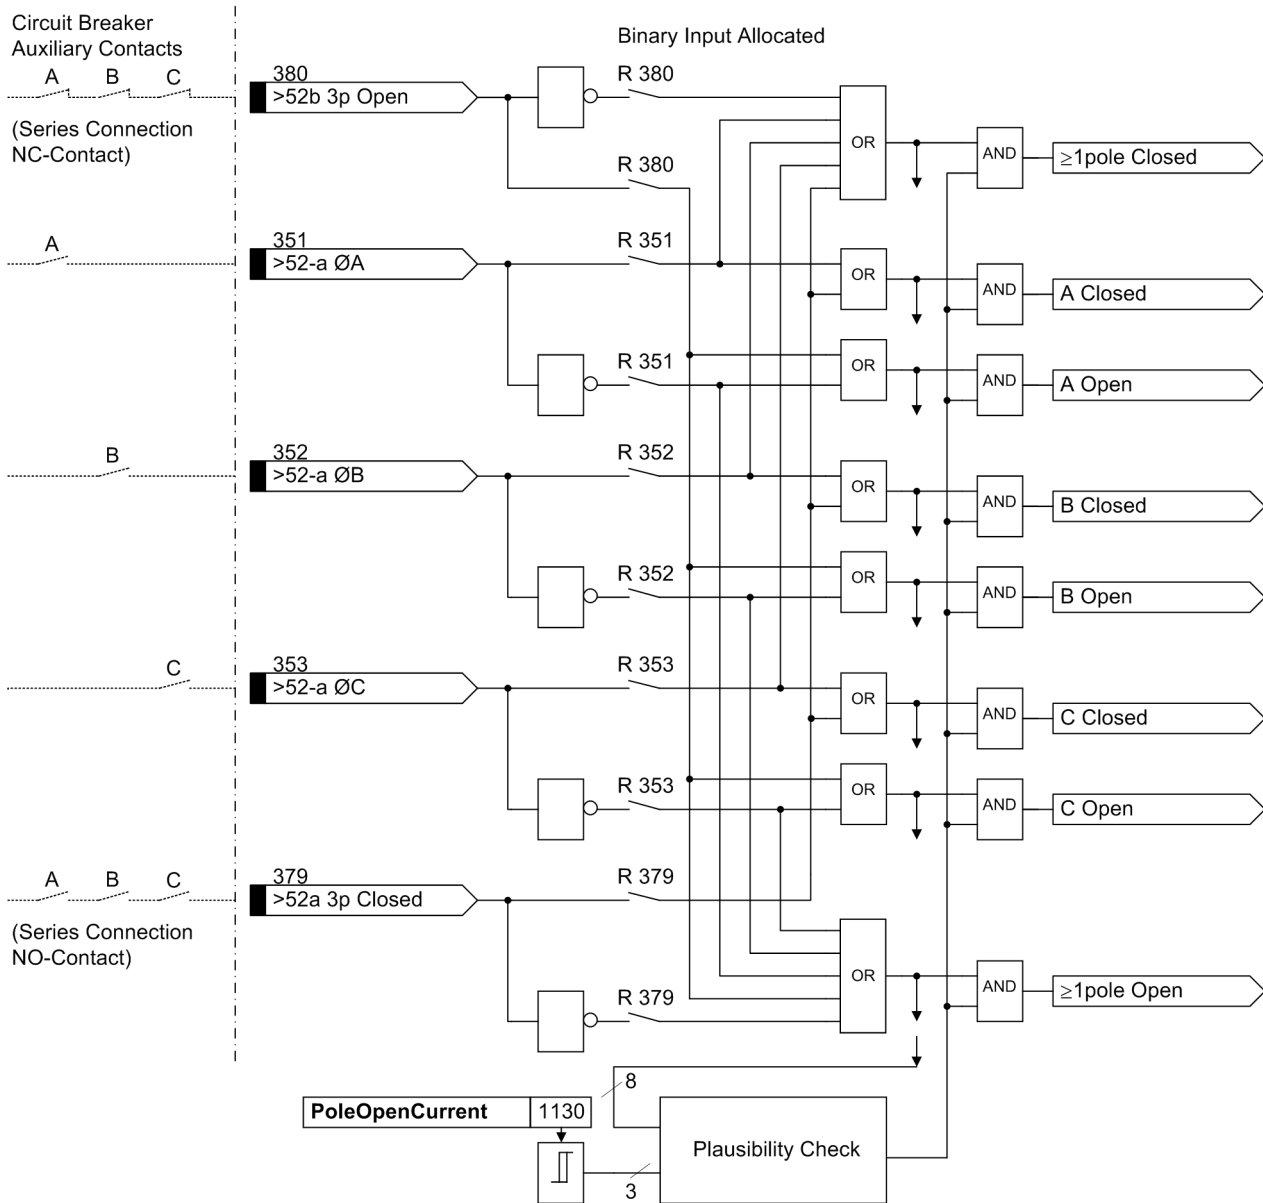 Circuit Breaker
Auxiliary Contacts
Binary Input Allocated
A B C
380
>52b 3p Open
R 380
(Series Connection
NC-Contact)
OR
AND
≥1pole Closed
R 380
A
351
>52-a ØA
R 351
OR
AND
A Closed
R 351
OR
AND
A Open
B
352
>52-a ØB
R 352
OR
AND
B Closed
R 352
OR
AND
B Open
C
353
>52-a ØC
R 353
OR
AND
C Closed
R 353
OR
AND
C Open
A B C
379
>52a 3p Closed
R 379
(Series Connection
NO-Contact)
OR
AND
≥1pole Open
R 379
8
PoleOpenCurrent 1130
Plausibility Check
3